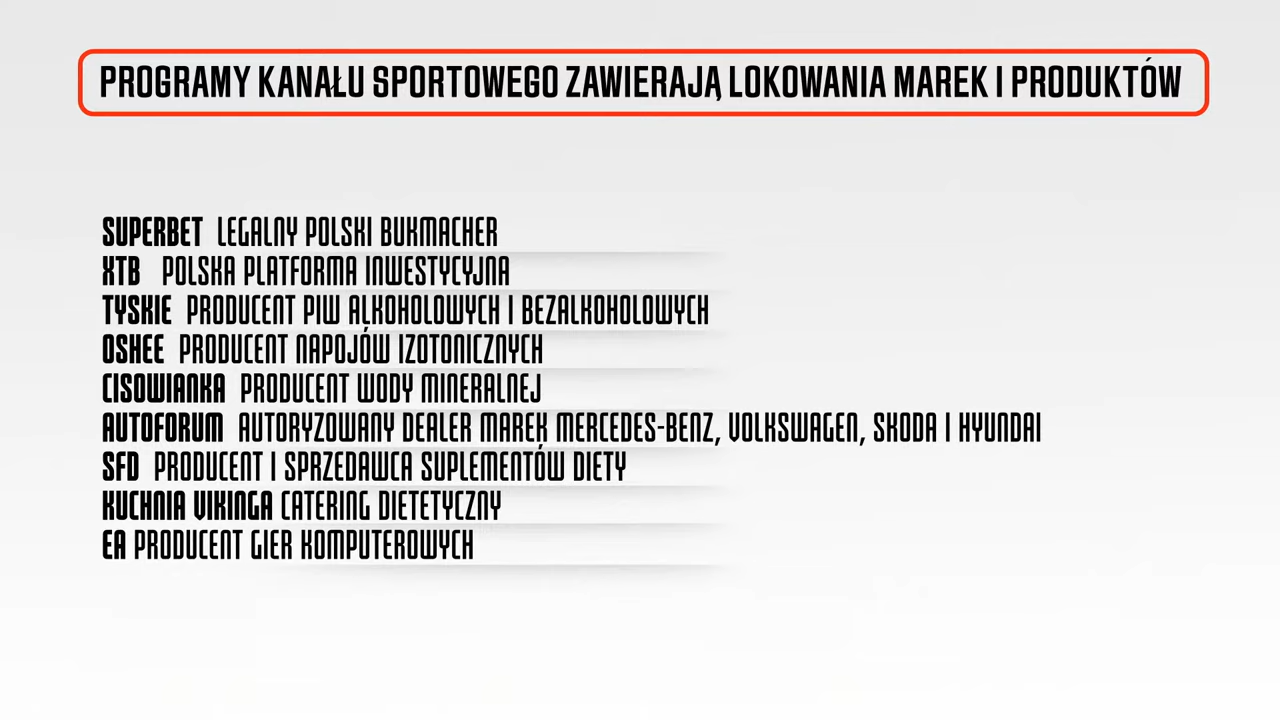 PROGRAMY KANAŁU SPORTOWEGO ZAWIERAJĄ LOKOWANIA MAREK I PRODUKTÓW
SUPERBET LEGALNY POLSKI BUKMACHER
XTB POLSKA PLATFORMA INWESTYCYJNA
TYSKIE PRODUCENT PIW ALKOHOLOWYCH I BEZALKOHOLOWYCH
OSHEE PRODUCENT NAPOJÓW IZOTONICZNYCH
CISOWIANKA PRODUCENT WODY MINERALNEJ
AUTOFORUM AUTORYZOWANY DEALER MAREK MERCEDES-BENZ, VOLKSWAGEN, SKODA I HYUNDAI
SFD PRODUCENT I SPRZEDAWCA SUPLEMENTÓW DIETY
KUCHNIA VIKINGA CATERING DIETETYCZNY
EA PRODUCENT GIER KOMPUTEROWYCH